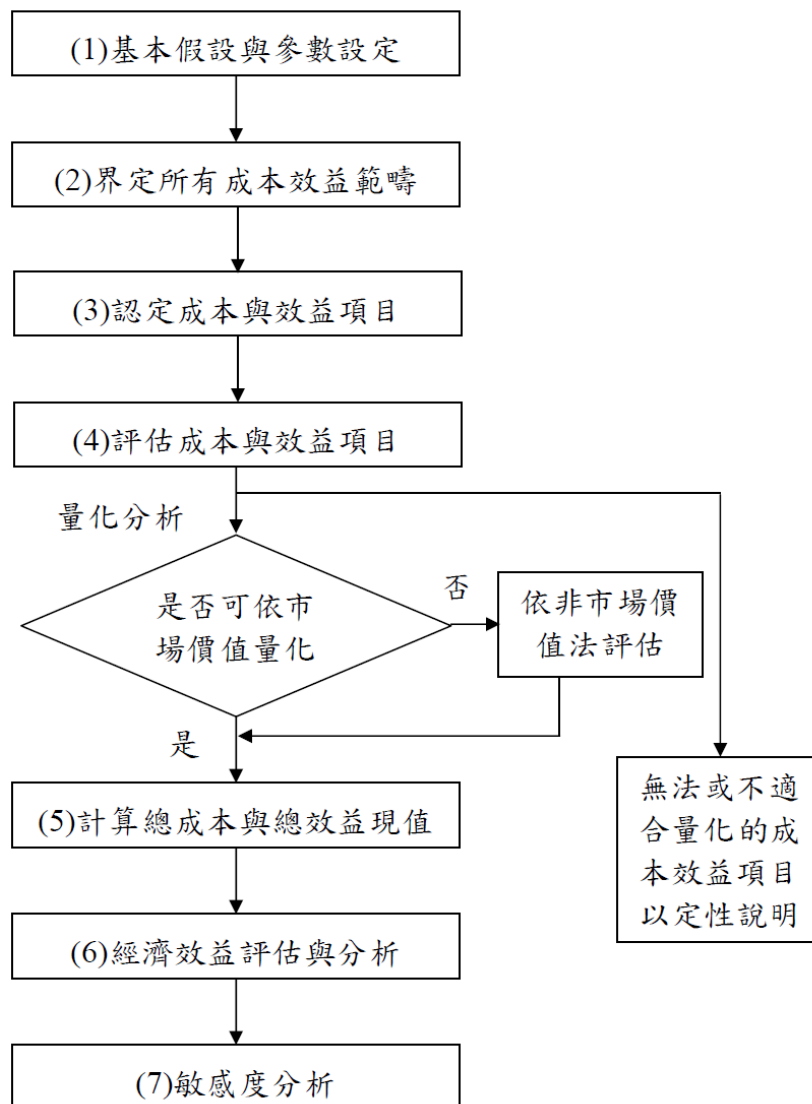 (1)基本假設與參數設定
(2)界定所有成本效益範疇
(3)認定成本與效益項目
(4)評估成本與效益項目
量化分析
是否可依市
場價值量化
否
依非市場價
值法評估
是
(5)計算總成本與總效益現值
無法或不適
合量化的成
本效益項目
以定性說明
(6)經濟效益評估與分析
(7)敏感度分析